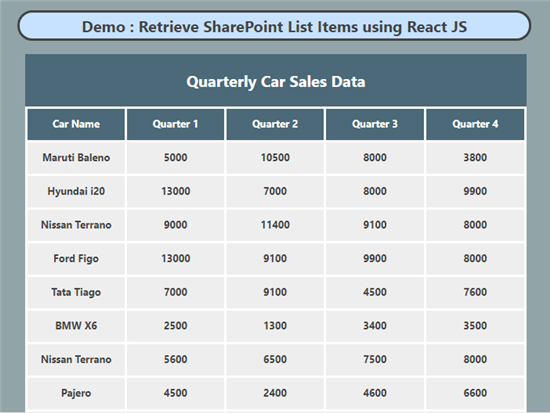 Demo : Retrieve SharePoint List Items using React JS
Quarterly Car Sales Data
Car Name Quarter 1 Quarter 2 Quarter 3 Quarter 4
Maruti Baleno 5000 10500 8000 3800
Hyundai i20 13000 7000 8000 9900
Nissan Terrano 9000 11400 9100 8000
Ford Figo 13000 9100 9900 8000
Tata Tiago 7000 9100 4500 7600
BMW X6 2500 1300 3400 3500
Nissan Terrano 5600 6500 7500 8000
Pajero 4500 2400 4600 6600